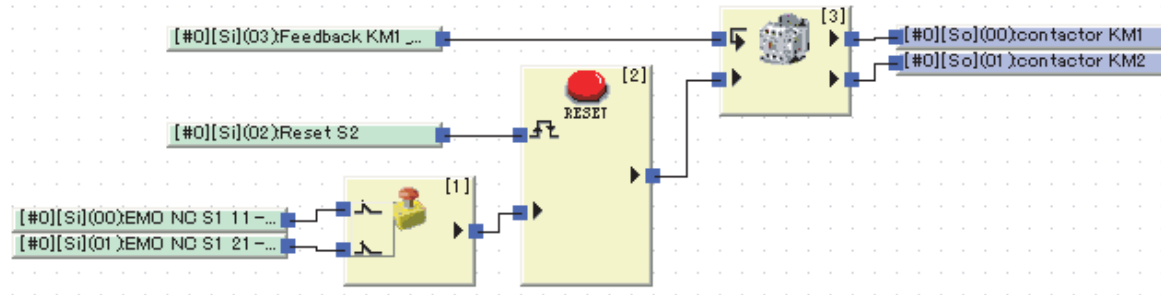 [3]
[#0][Si](03):Feedback KM1_...
[#0][So](00):contactor KM1
[#0][So](01):contactor KM2
[2]
RESET
[#0][Si](02):Reset S2
[1]
[#0][Si](00):EMO NC S1 11-...
[#0][Si](01):EMO NC S1 21-...